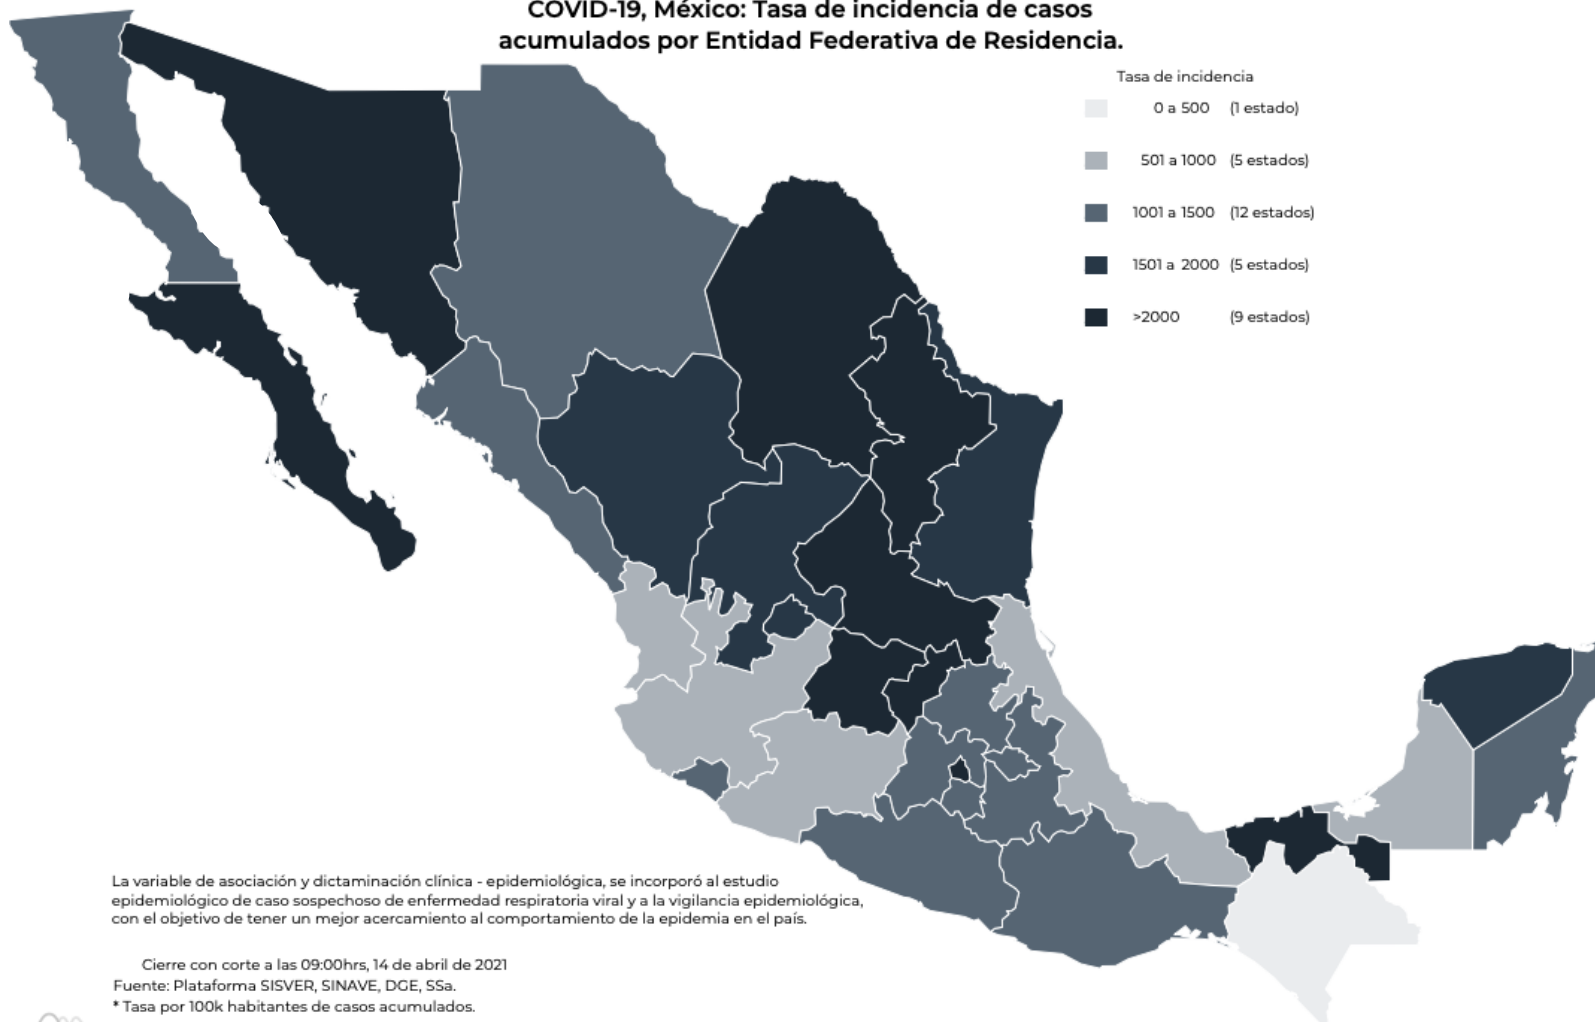 COVID-19, México: Tasa de incidencia de casos
acumulados por Entidad Federativa de Residencia.
Tasa de incidencia
0 a 500 (1 estado)
501 a 1000 (5 estados)
1001 a 1500 (12 estados)
1501 a 2000 (5 estados)
>2000 (9 estados)
La variable de asociación y dictaminación clínica - epidemiológica, se incorporó al estudio
epidemiológico de caso sospechoso de enfermedad respiratoria viral y a la vigilancia epidemiológica,
con el objetivo de tener un mejor acercamiento al comportamiento de la epidemia en el país.
Cierre con corte a las 09:00hrs, 14 de abril de 2021
Fuente: Plataforma SISVER, SINAVE, DGE, SSa.
* Tasa por 100k habitantes de casos acumulados.